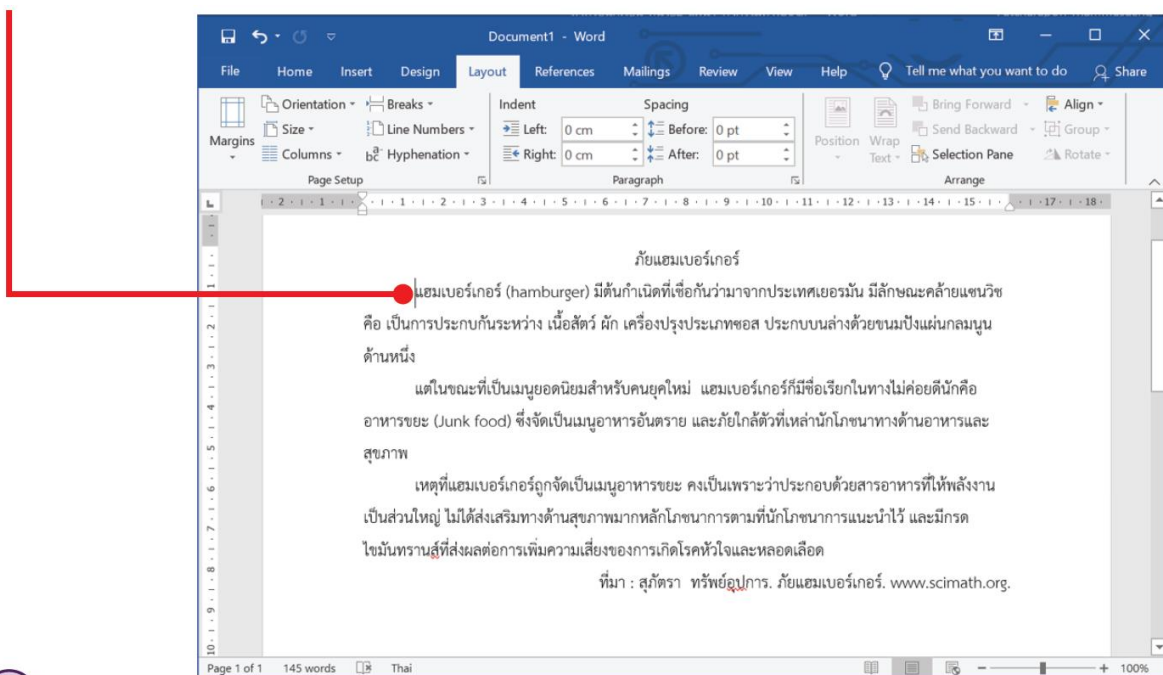 Document1 - Word
File Home Insert Design Layout References Mailings Review View Help Tell me what you want to do Share
Margins Orientation Size Columns Breaks Line Numbers Hyphenation
Page Setup
Indent Left: 0 cm Right: 0 cm
Spacing Before: 0 pt After: 0 pt
Paragraph
Position Wrap Text Bring Forward Send Backward Selection Pane Align Group Rotate
Arrange
2 1 1 2 3 4 5 6 7 8 9 10 11 12 13 14 15 17 18
ภัยแฮมเบอร์เกอร์
แฮมเบอร์เกอร์ (hamburger) มีต้นกำเนิดที่เชื่อกันว่ามาจากประเทศเยอรมัน มีลักษณะคล้ายแซนวิช
คือ เป็นการประกบกันระหว่าง เนื้อสัตว์ ผัก เครื่องปรุงประเภทซอส ประกบบนล่างด้วยขนมปังแผ่นกลมนูน
ด้านหนึ่ง
แต่ในขณะที่เป็นเมนูยอดนิยมสำหรับคนยุคใหม่ แฮมเบอร์เกอร์ก็มีชื่อเรียกในทางไม่ค่อยดีนักคือ
อาหารขยะ (Junk food) ซึ่งจัดเป็นเมนูอาหารอันตราย และภัยใกล้ตัวที่เหล่านักโภชนาทางด้านอาหารและ
สุขภาพ
เหตุที่แฮมเบอร์เกอร์ถูกจัดเป็นเมนูอาหารขยะ คงเป็นเพราะว่าประกอบด้วยสารอาหารที่ให้พลังงาน
เป็นส่วนใหญ่ ไม่ได้ส่งเสริมทางด้านสุขภาพมากหลักโภชนาการตามที่นักโภชนาการแนะนำไว้ และมีกรด
ไขมันทรานส์ที่ส่งผลต่อการเพิ่มความเสี่ยงของการเกิดโรคหัวใจและหลอดเลือด
ที่มา : สุภัตรา ทรัพย์อุปการ. ภัยแฮมเบอร์เกอร์. www.scimath.org.
1 2 3 4 5 6 7 8 9 10
Page 1 of 1 145 words Thai 100%